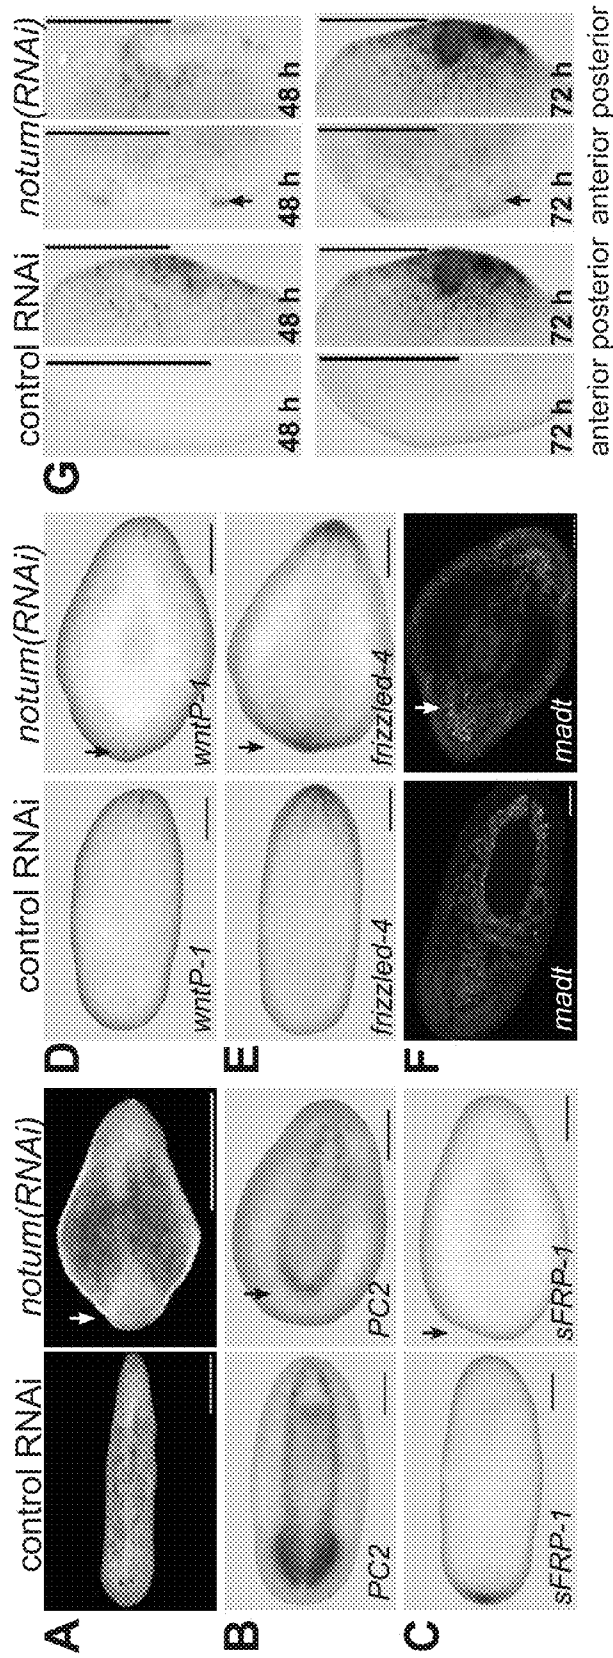 control RNAi
notum(RNAi)
A
B
PC2
PC2
C
sFRP-1
sFRP-1
control RNAi
notum(RNAi)
D
wntP-1
wntP-1
E
frizzled-4
frizzled-4
F
madt
madt
control RNAi
notum(RNAi)
G
48 h
48 h
48 h
48 h
72 h
72 h
72 h
72 h
anterior posterior
anterior posterior